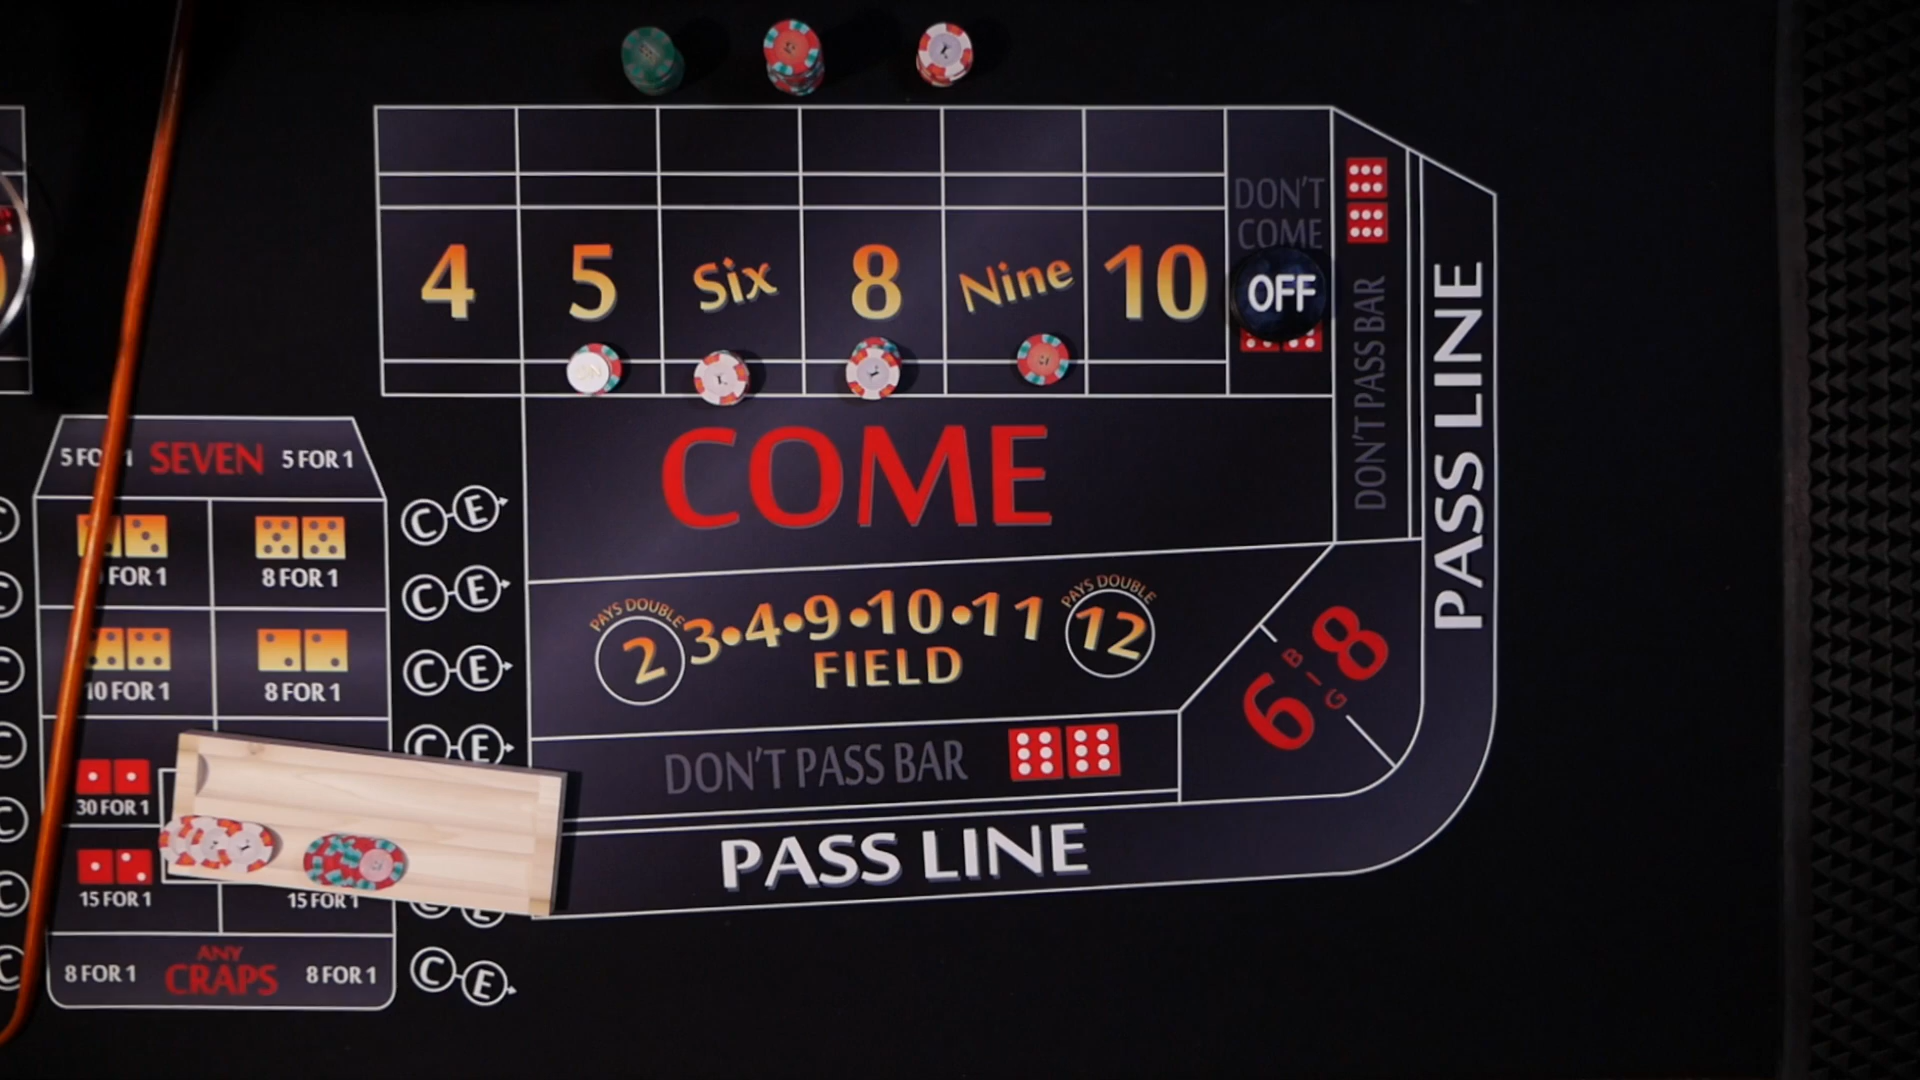 4 5 Six 8 Nine 10
DON'T
COME
OFF
DON'T PASS BAR
PASS LINE
COME
PAYS DOUBLE
2
3•4•9•10•11
PAYS DOUBLE
12
FIELD
6 8
BIG
DON'T PASS BAR
PASS LINE
SEVEN 5 FOR 1
FOR 1 8 FOR 1
10 FOR 1 8 FOR 1
30 FOR 1
15 FOR 1 15 FOR 1
ANY
8 FOR 1 CRAPS 8 FOR 1
C E
C E
C E
C E
C E